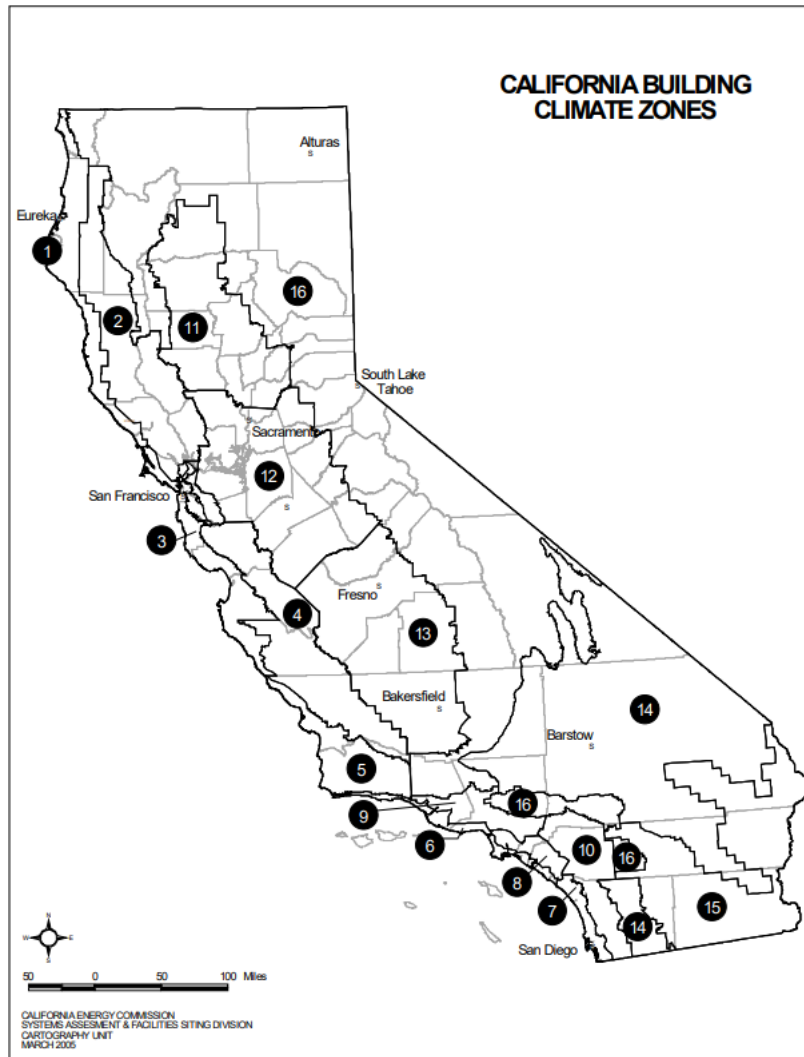 CALIFORNIA BUILDING
CLIMATE ZONES
Alturas
S
Eureka
1
16
2
11
South Lake
Tahoe
S
S
Sacramento
12
San Francisco
S
S
3
S
Fresno
4
13
Bakersfield
S
14
Barstow
S
5
16
9
6
10
16
8
7
15
14
San Diego
N
W
E
S
50 0 50 100 Miles
CALIFORNIA ENERGY COMMISSION
SYSTEMS ASSESMENT & FACILITIES SITING DIVISION
CARTOGRAPHY UNIT
MARCH 2005